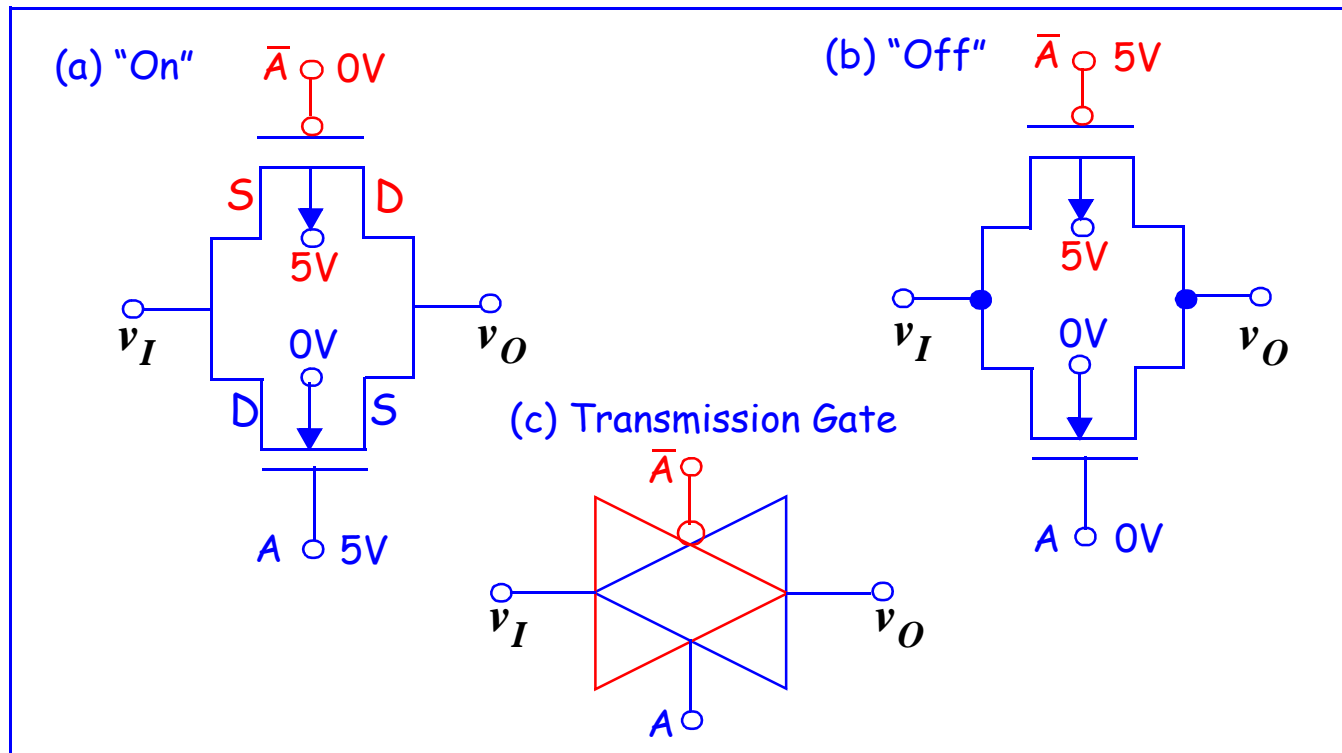 (a) "On"
A̅ 0V
S D
5V
v_I v_O
0V
D S
A 5V
(b) "Off"
A̅ 5V
5V
v_I v_O
0V
A 0V
(c) Transmission Gate
A̅
v_I v_O
A